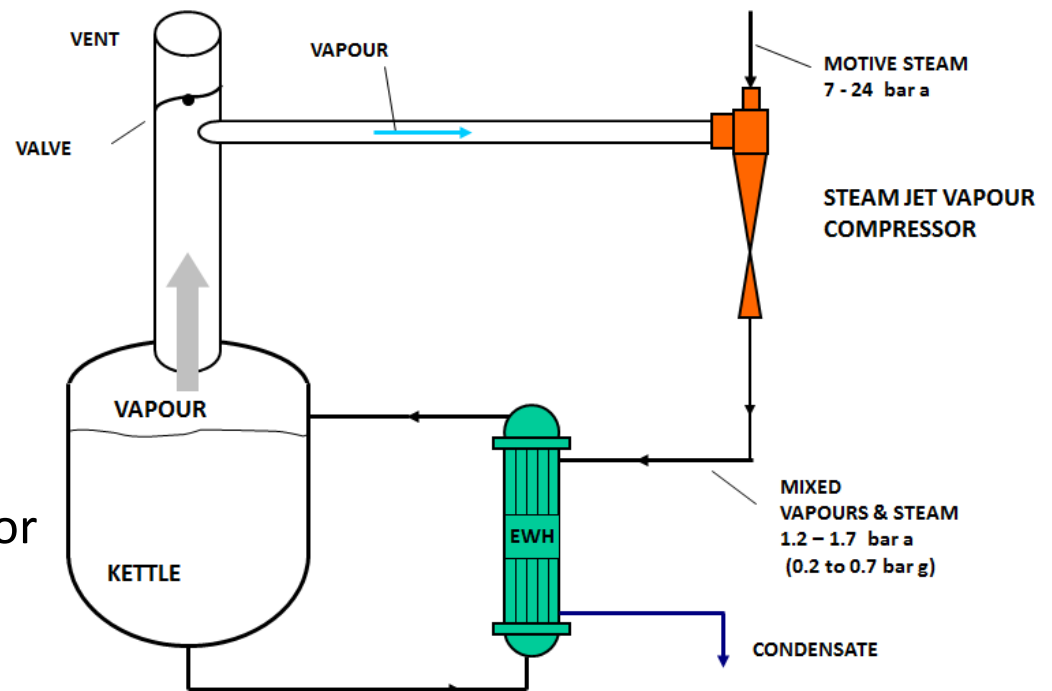 VENT
VAPOUR
MOTIVE STEAM
7 - 24 bar a
VALVE
STEAM JET VAPOUR
COMPRESSOR
VAPOUR
MIXED
VAPOURS & STEAM
1.2 – 1.7 bar a
(0.2 to 0.7 bar g)
or
EWH
KETTLE
CONDENSATE